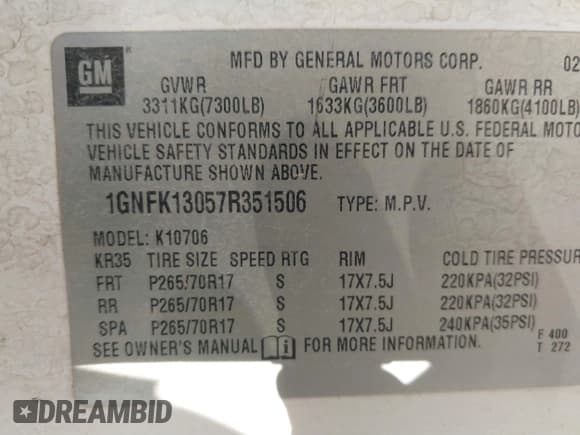 GM
MFD BY GENERAL MOTORS CORP. 02
GVWR GAWR FRT GAWR RR
3311KG(7300LB) 1633KG(3600LB) 1860KG(4100LB)
THIS VEHICLE CONFORMS TO ALL APPLICABLE U.S. FEDERAL MOTO
VEHICLE SAFETY STANDARDS IN EFFECT ON THE DATE OF
MANUFACTURE SHOWN ABOVE.
1GNFK13057R351506 TYPE: M.P.V.
MODEL: K10706
KR35 TIRE SIZE SPEED RTG RIM COLD TIRE PRESSUR
FRT P265/70R17 S 17X7.5J 220KPA(32PSI)
RR P265/70R17 S 17X7.5J 220KPA(32PSI)
SPA P265/70R17 S 17X7.5J 240KPA(35PSI)
SEE OWNER'S MANUAL i FOR MORE INFORMATION.
F 400
T 272
DREAMBID